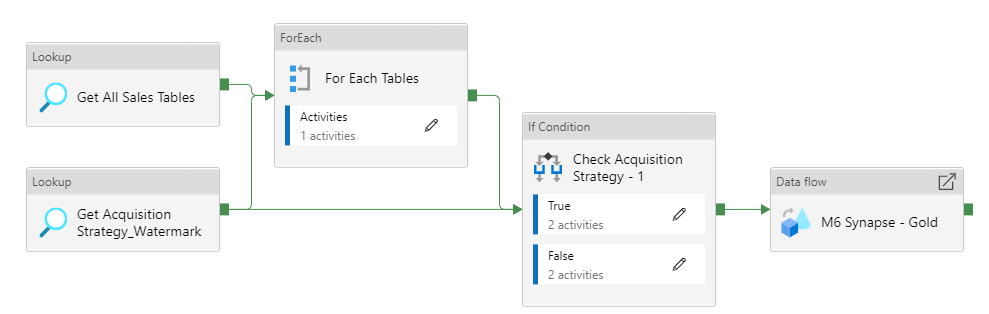 Lookup
Get All Sales Tables
Lookup
Get Acquisition
Strategy_Watermark
ForEach
For Each Tables
Activities
1 activities
If Condition
Check Acquisition
Strategy - 1
True
2 activities
False
2 activities
Data flow
M6 Synapse - Gold